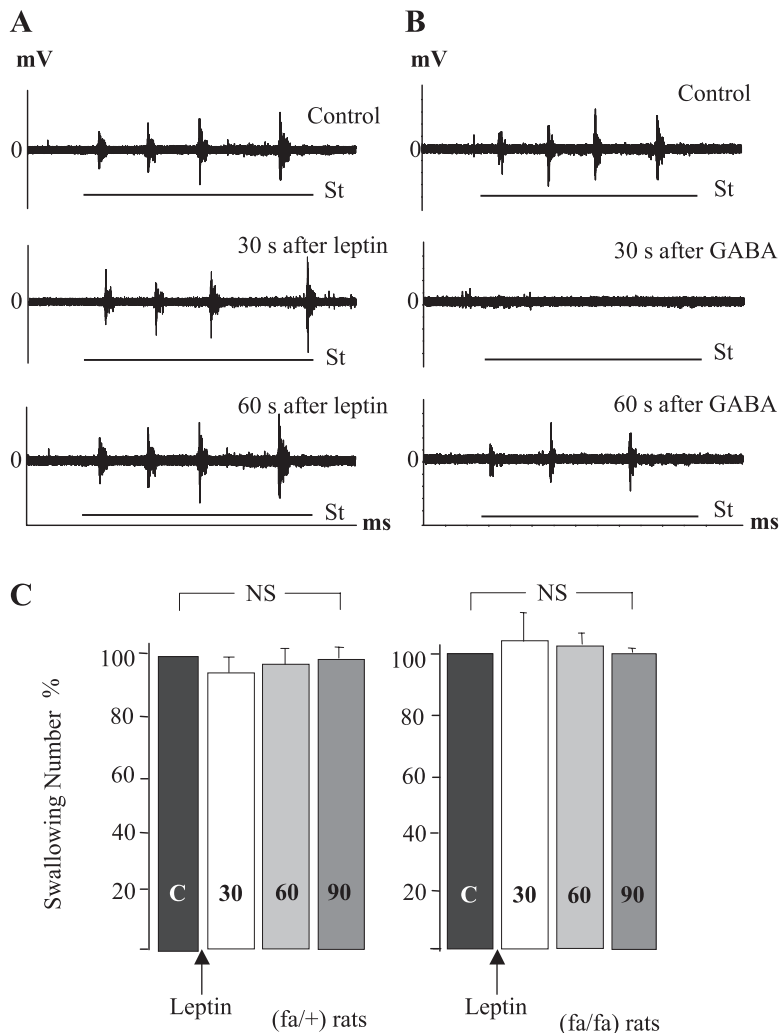 A
B
mV
Control
Control
0
0
St
St
30 s after leptin
30 s after GABA
0
0
St
St
60 s after leptin
60 s after GABA
0
0
St
ms
St
ms
C
NS
NS
Swallowing Number %
100
80
60
40
20
C
30
60
90
100
80
60
40
20
C
30
60
90
Leptin
(fa/+) rats
Leptin
(fa/fa) rats